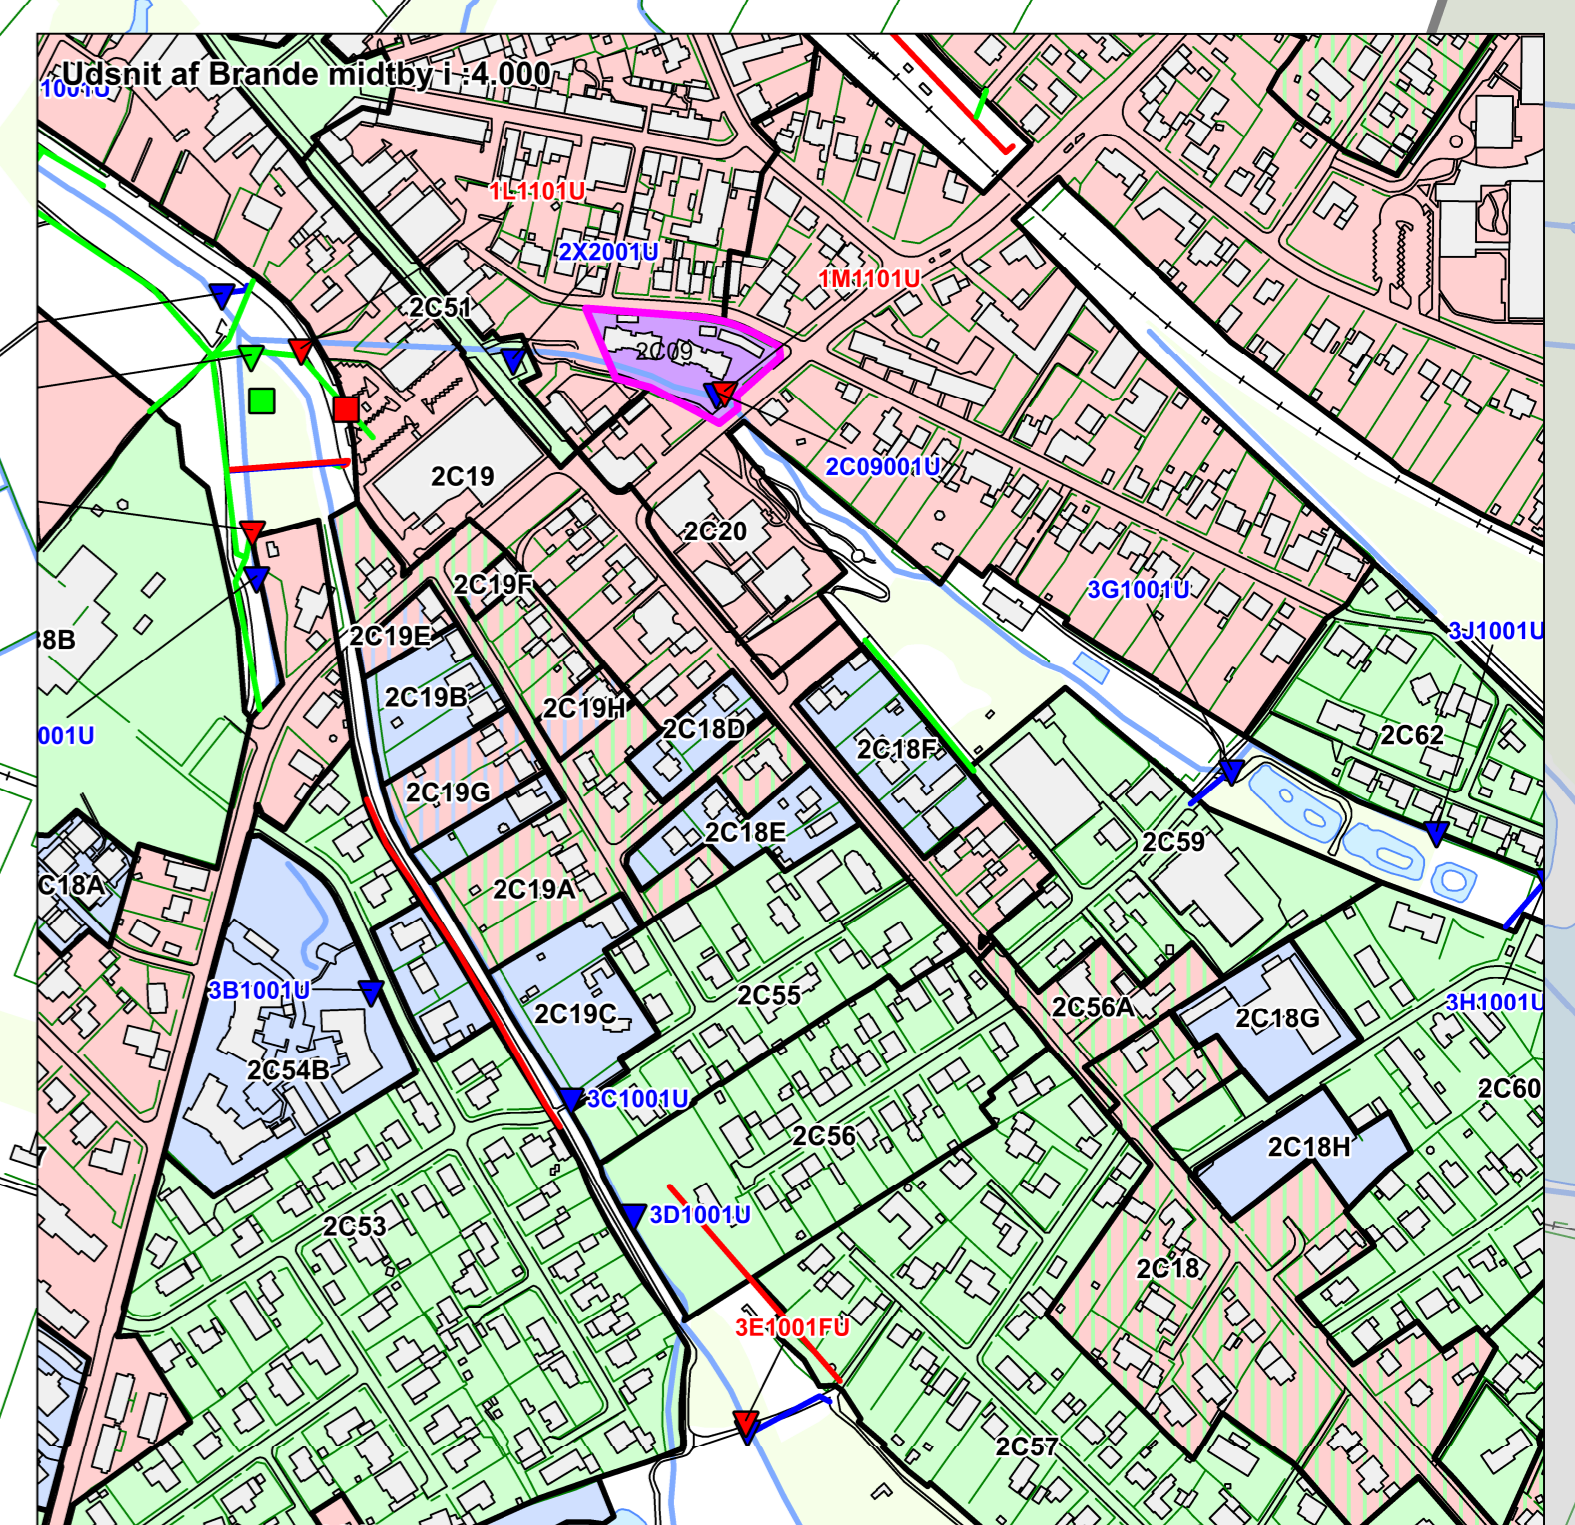 Udsnit af Brande midtby i :4.000
1001U
1L1101U
2X2001U
1M1101U
2C51
2C09
2C19
2C09001U
2C20
2C19F
3G1001U
3J1001U
38B
2C19E
2C19B
2C19H
2C18D
001U
2C18F
2C62
2C19G
2C18E
2C59
C18A
2C19A
3B1001U
2C55
2C56A
3H1001U
2C19C
2C18G
2C54B
3C1001U
2C60
2C56
2C18H
7
3D1001U
2C53
2C18
3E1001FU
2C57